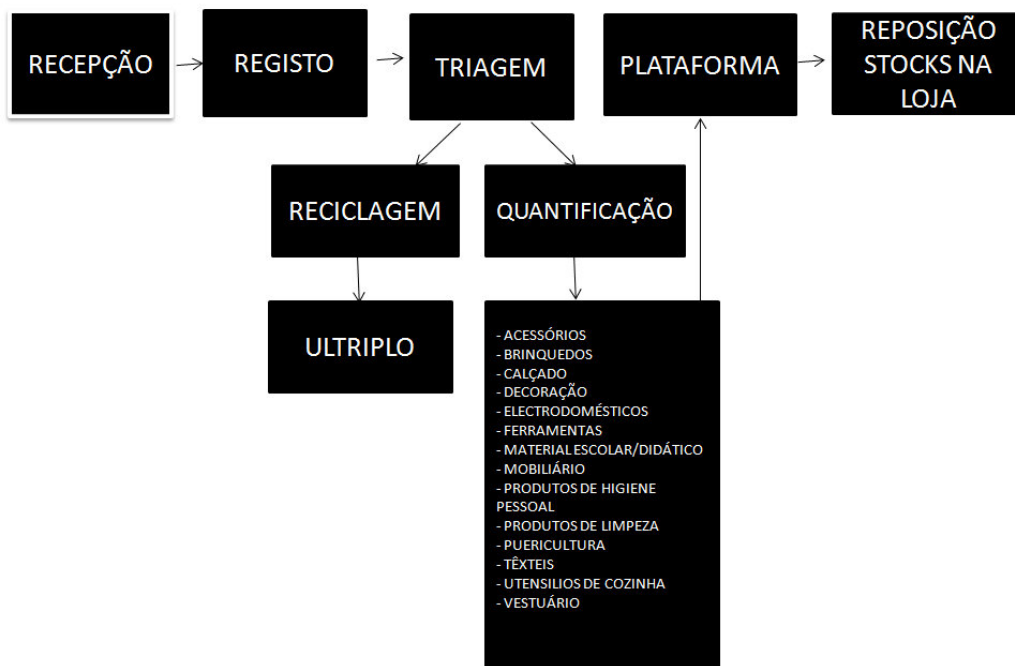 RECEPÇÃO
REGISTO
TRIAGEM
PLATAFORMA
REPOSIÇÃO
STOCKS NA
LOJA
RECICLAGEM
QUANTIFICAÇÃO
ULTRIPLO
- ACESSÓRIOS
- BRINQUEDOS
- CALÇADO
- DECORAÇÃO
- ELECTRODOMÉSTICOS
- FERRAMENTAS
- MATERIAL ESCOLAR/DIDÁTICO
- MOBILIÁRIO
- PRODUTOS DE HIGIENE
PESSOAL
- PRODUTOS DE LIMPEZA
- PUERICULTURA
- TÊXTEIS
- UTENSILIOS DE COZINHA
- VESTUÁRIO